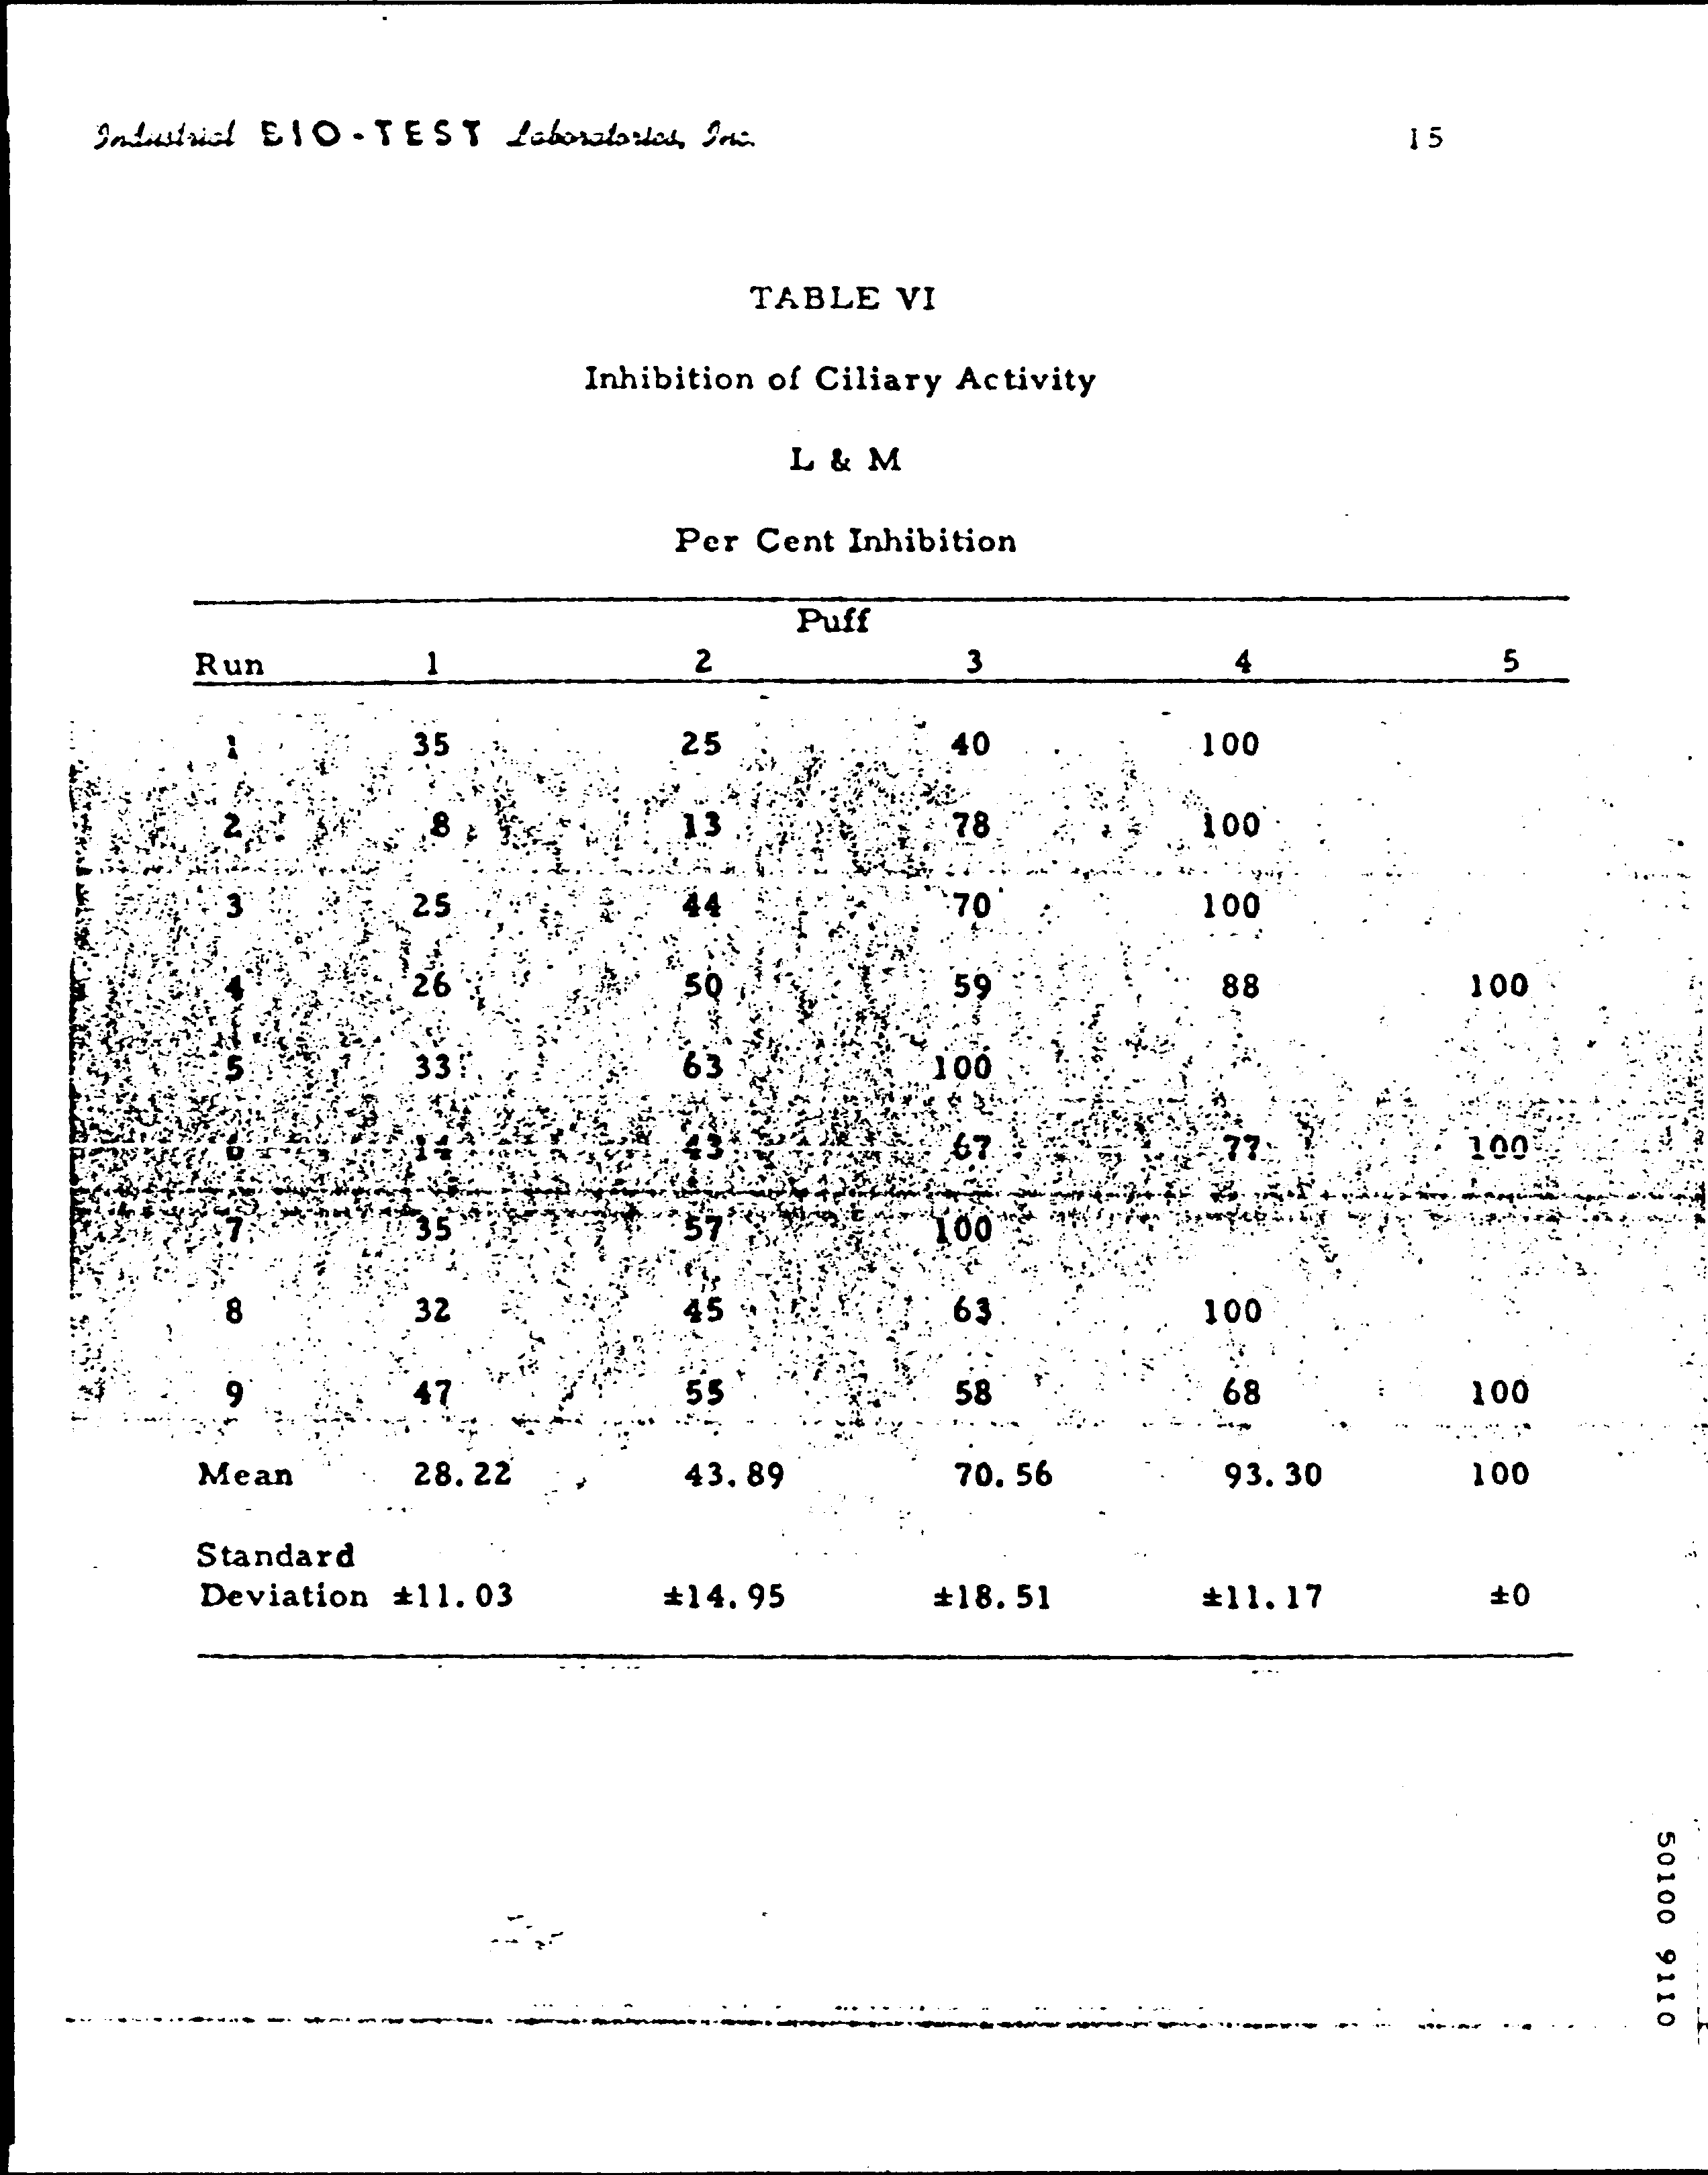 Industrial BIO-TEST Laboratories, Inc. 15
TABLE VI
Inhibition of Ciliary Activity
L & M
Per Cent Inhibition
Puff
Run 1 2 3 4 5
1 35 25 40 100
2 8 13 78 100
3 25 44 70 100
4 26 50 59 88 100
5 33 63 100
6 14 43 67 77 100
7 35 57 100
8 32 45 63 100
9 47 55 58 68 100
Mean 28.22 43.89 70.56 93.30 100
Standard
Deviation ±11.03 ±14.95 ±18.51 ±11.17 ±0
50100 9110